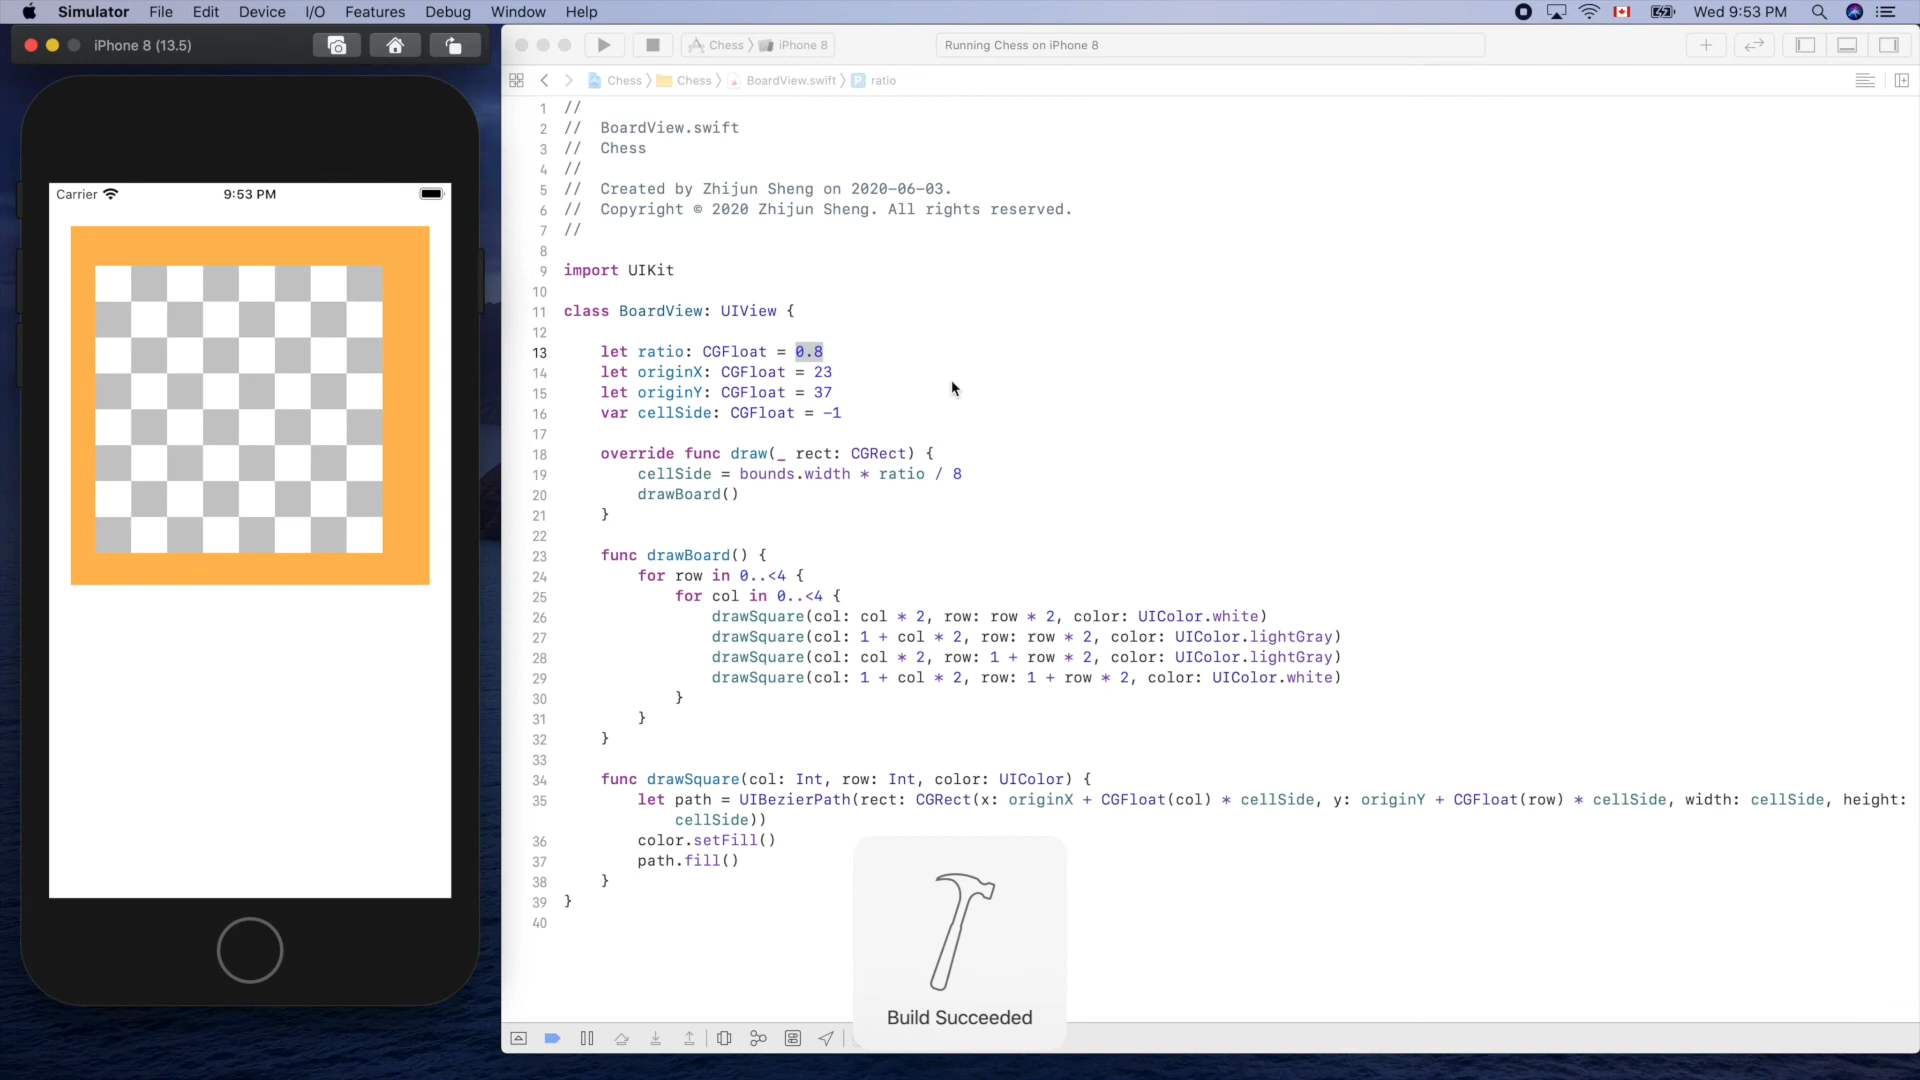 Simulator File Edit View Device I/O Features Debug Window Help Wed 9:53 PM
iPhone 8 (13.5)
Chess iPhone 8 Running Chess on iPhone 8
Chess Chess BoardView.swift P ratio
Carrier 9:53 PM
1 //
2 //  BoardView.swift
3 //  Chess
4 //
5 //  Created by Zhijun Sheng on 2020-06-03.
6 //  Copyright © 2020 Zhijun Sheng. All rights reserved.
7 //
8
9 import UIKit
10
11 class BoardView: UIView {
12
13     let ratio: CGFloat = 0.8
14     let originX: CGFloat = 23
15     let originY: CGFloat = 37
16     var cellSide: CGFloat = -1
17
18     override func draw(_ rect: CGRect) {
19         cellSide = bounds.width * ratio / 8
20         drawBoard()
21     }
22
23     func drawBoard() {
24         for row in 0..<4 {
25             for col in 0..<4 {
26                 drawSquare(col: col * 2, row: row * 2, color: UIColor.white)
27                 drawSquare(col: 1 + col * 2, row: row * 2, color: UIColor.lightGray)
28                 drawSquare(col: col * 2, row: 1 + row * 2, color: UIColor.lightGray)
29                 drawSquare(col: 1 + col * 2, row: 1 + row * 2, color: UIColor.white)
30             }
31         }
32     }
33
34     func drawSquare(col: Int, row: Int, color: UIColor) {
35         let path = UIBezierPath(rect: CGRect(x: originX + CGFloat(col) * cellSide, y: originY + CGFloat(row) * cellSide, width: cellSide, height:
            cellSide))
36         color.setFill()
37         path.fill()
38     }
39 }
40
Build Succeeded